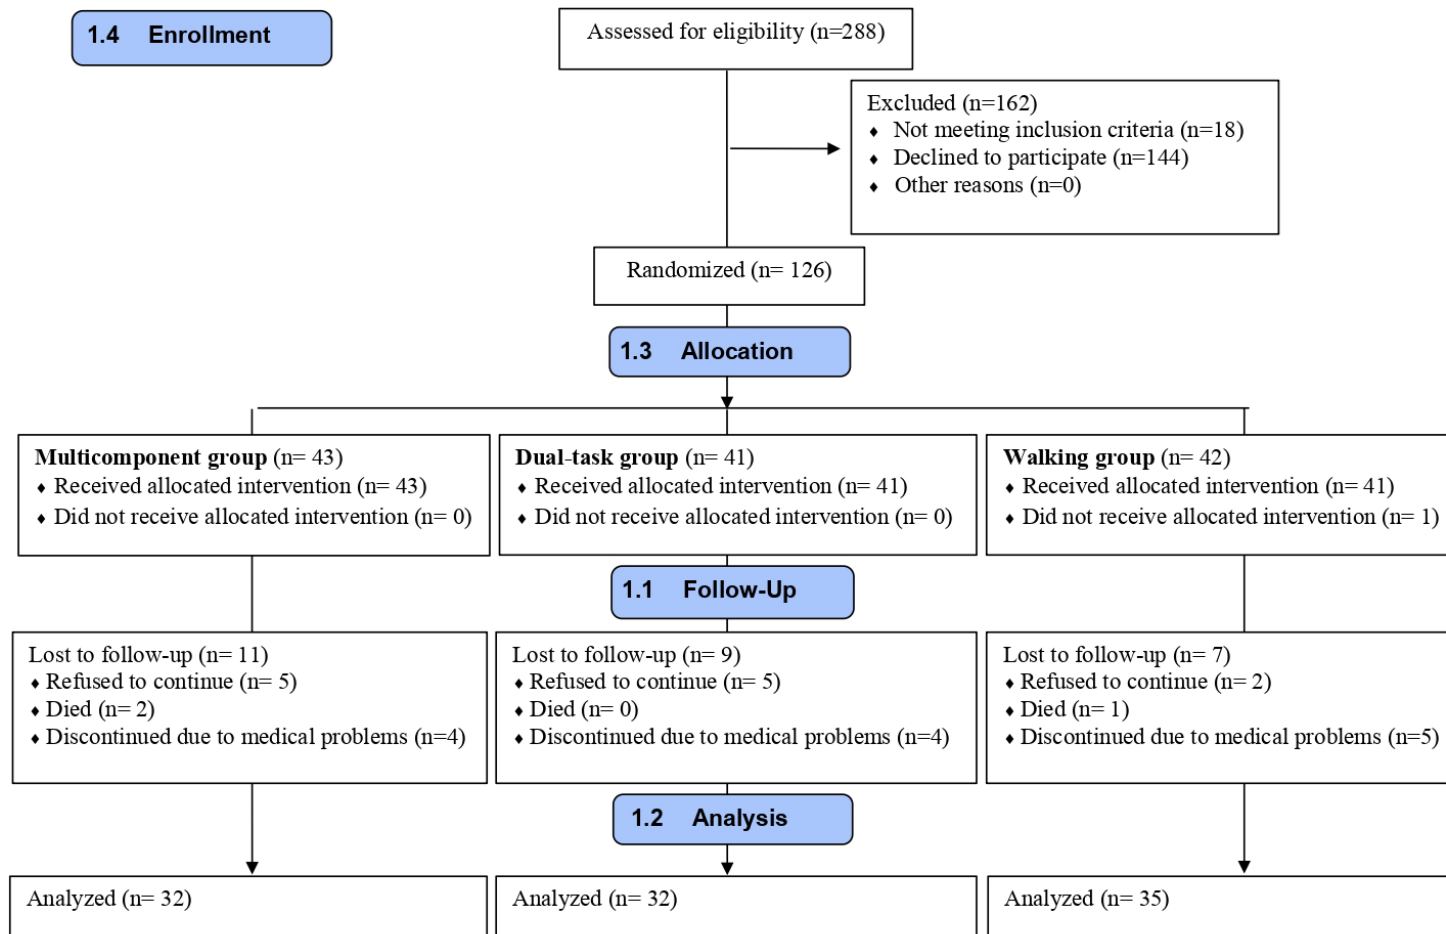 1.4 Enrollment
Assessed for eligibility (n=288)
Excluded (n=162)
♦ Not meeting inclusion criteria (n=18)
♦ Declined to participate (n=144)
♦ Other reasons (n=0)
Randomized (n= 126)
1.3 Allocation
Multicomponent group (n= 43)
♦ Received allocated intervention (n= 43)
♦ Did not receive allocated intervention (n= 0)
Dual-task group (n= 41)
♦ Received allocated intervention (n= 41)
♦ Did not receive allocated intervention (n= 0)
Walking group (n= 42)
♦ Received allocated intervention (n= 41)
♦ Did not receive allocated intervention (n= 1)
1.1 Follow-Up
Lost to follow-up (n= 11)
♦ Refused to continue (n= 5)
♦ Died (n= 2)
♦ Discontinued due to medical problems (n=4)
Lost to follow-up (n= 9)
♦ Refused to continue (n= 5)
♦ Died (n= 0)
♦ Discontinued due to medical problems (n=4)
Lost to follow-up (n= 7)
♦ Refused to continue (n= 2)
♦ Died (n= 1)
♦ Discontinued due to medical problems (n=5)
1.2 Analysis
Analyzed (n= 32)
Analyzed (n= 32)
Analyzed (n= 35)